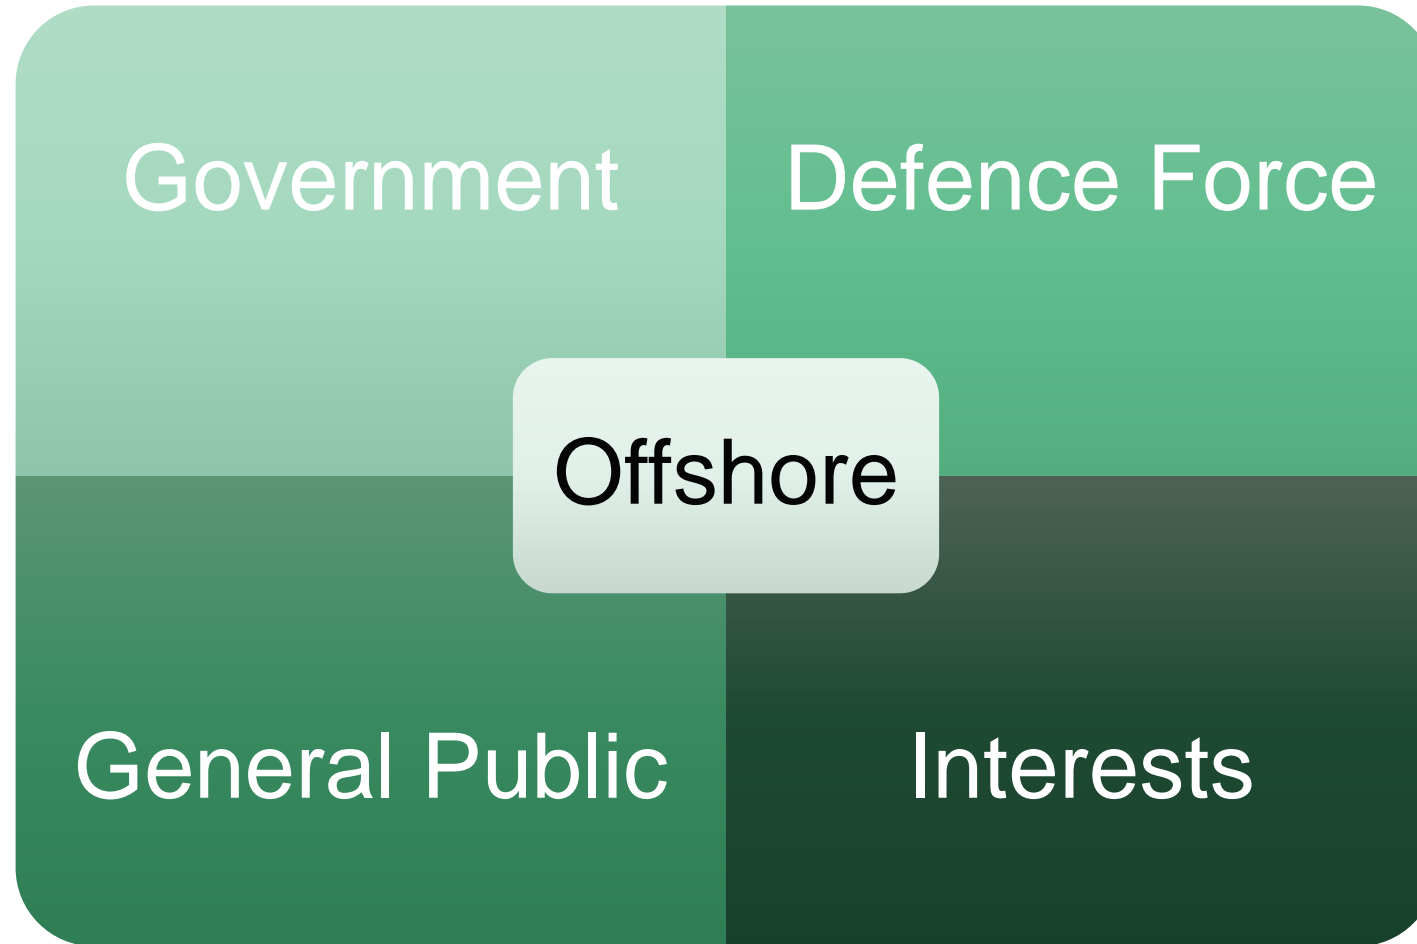 Government
Defence Force
Offshore
General Public
Interests